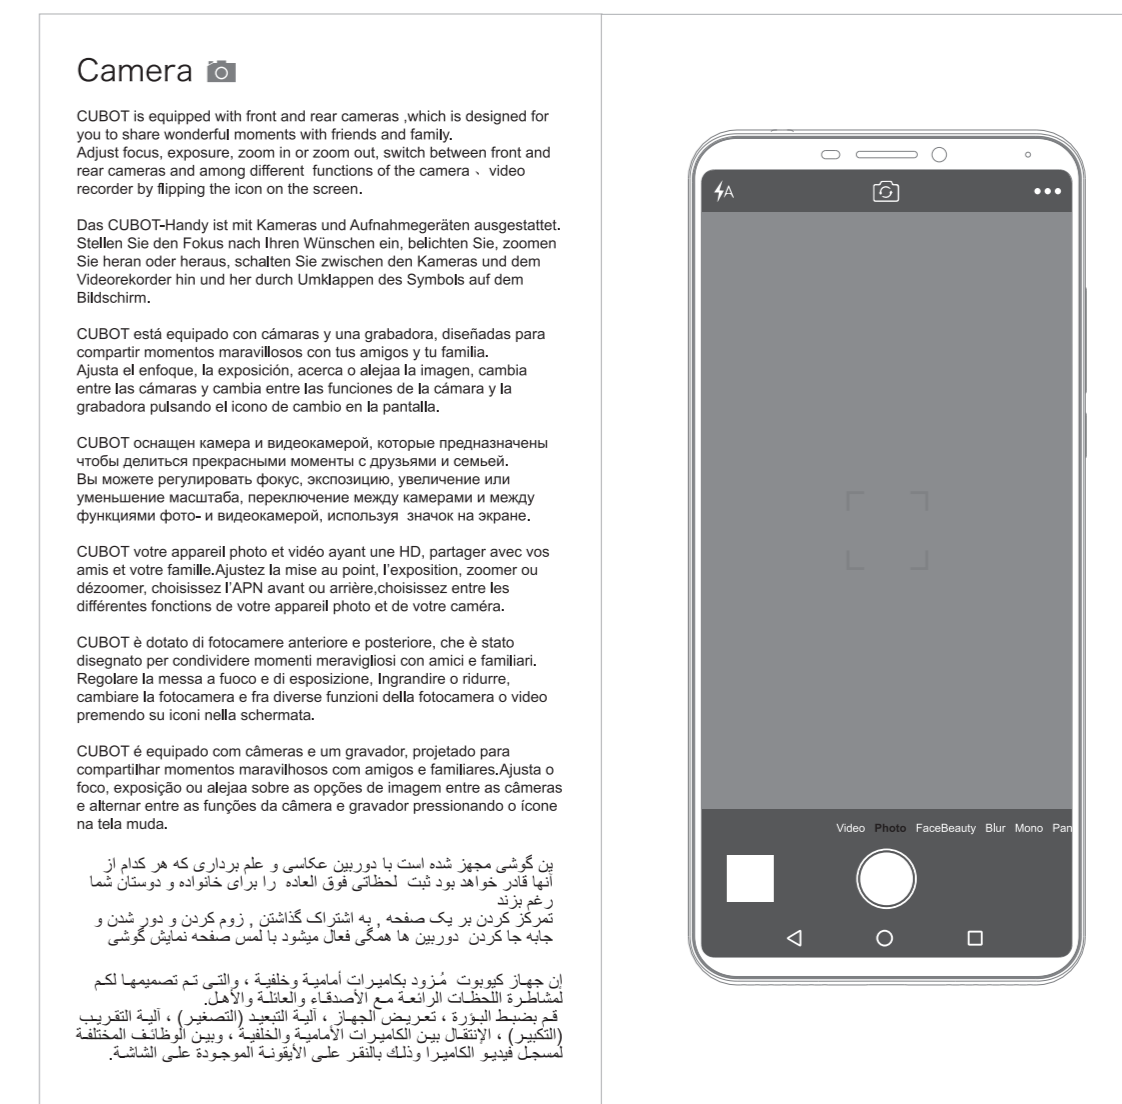 Camera
CUBOT is equipped with front and rear cameras ,which is designed for
you to share wonderful moments with friends and family.
Adjust focus, exposure, zoom in or zoom out, switch between front and
rear cameras and among different functions of the camera 、video
recorder by flipping the icon on the screen.
Das CUBOT-Handy ist mit Kameras und Aufnahmegeräten ausgestattet.
Stellen Sie den Fokus nach Ihren Wünschen ein, belichten Sie, zoomen
Sie heran oder heraus, schalten Sie zwischen den Kameras und dem
Videorekorder hin und her durch Umklappen des Symbols auf dem
Bildschirm.
CUBOT está equipado con cámaras y una grabadora, diseñadas para
compartir momentos maravillosos con tus amigos y tu familia.
Ajusta el enfoque, la exposición, acerca o alejaa la imagen, cambia
entre las cámaras y cambia entre las funciones de la cámara y la
grabadora pulsando el icono de cambio en la pantalla.
CUBOT оснащен камера и видеокамерой, которые предназначены
чтобы делиться прекрасными моменты с друзьями и семьей.
Вы можете регулировать фокус, экспозицию, увеличение или
уменьшение масштаба, переключение между камерами и между
функциями фото- и видеокамерой, используя значок на экране.
CUBOT votre appareil photo et vidéo ayant une HD, partager avec vos
amis et votre famille.Ajustez la mise au point, l'exposition, zoomer ou
dézoomer, choisissez l'APN avant ou arrière,choisissez entre les
différentes fonctions de votre appareil photo et de votre caméra.
CUBOT è dotato di fotocamere anteriore e posteriore, che è stato
disegnato per condividere momenti meravigliosi con amici e familiari.
Regolare la messa a fuoco e di esposizione, Ingrandire o ridurre,
cambiare la fotocamera e fra diverse funzioni della fotocamera o video
premendo su iconi nella schermata.
CUBOT é equipado com câmeras e um gravador, projetado para
compartilhar momentos maravilhosos com amigos e familiares.Ajusta o
foco, exposição ou alejaa sobre as opções de imagem entre as câmeras
e alternar entre as funções da câmera e gravador pressionando o ícone
na tela muda.
ین گوشی مجهز شده است با دوربین عکاسی و علم برداری که هر کدام از
آنها قادر خواهد بود ثبت لحظاتی فوق العاده را برای خانواده و دوستان شما
رغم بزند
تمرکز کردن بر یک صفحه , به اشتراک گذاشتن , زوم کردن و دور شدن و
جابه جا کردن دوربین ها همگی فعال میشود با لمس صفحه نمایش گوشی
إن جهاز كيوبوت مُزود بكاميرات أمامية وخلفية ، والتى تم تصميمها لكم
لمشاطرة اللحظات الرائعة مع الأصدقاء والعائلة والأهل.
قم بضبط البؤرة ، تعريض الجهاز ، آلية التبعيد (التصغير) ، آلية التقريب
(التكبير) ، الإنتقال بين الكاميرات الأمامية والخلفية ، وبين الوظائف المختلفة
لمسجل فيديو الكاميرا وذلك بالنقر على الأيقونة الموجودة على الشاشة.
A
Video Photo FaceBeauty Blur Mono Pan